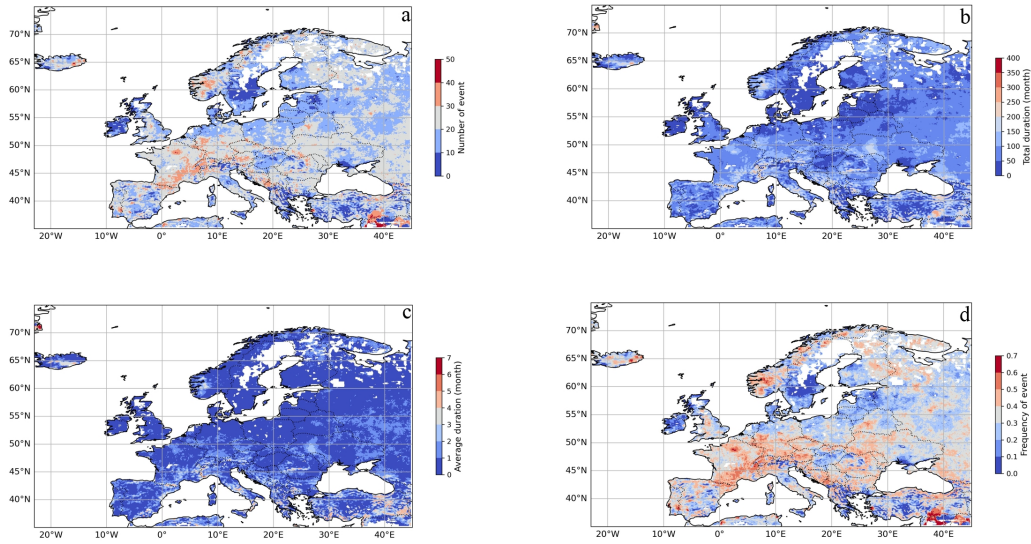 a
70°N
65°N
60°N
55°N
50°N
45°N
40°N
20°W
10°W
0°
10°E
20°E
30°E
40°E
50
40
30
20
10
0
Number of event
b
70°N
65°N
60°N
55°N
50°N
45°N
40°N
20°W
10°W
0°
10°E
20°E
30°E
40°E
400
350
300
250
200
150
100
50
0
Total duration (month)
c
70°N
65°N
60°N
55°N
50°N
45°N
40°N
20°W
10°W
0°
10°E
20°E
30°E
40°E
7
6
5
4
3
2
1
0
Average duration (month)
d
70°N
65°N
60°N
55°N
50°N
45°N
40°N
20°W
10°W
0°
10°E
20°E
30°E
40°E
0.7
0.6
0.5
0.4
0.3
0.2
0.1
0.0
Frequency of event